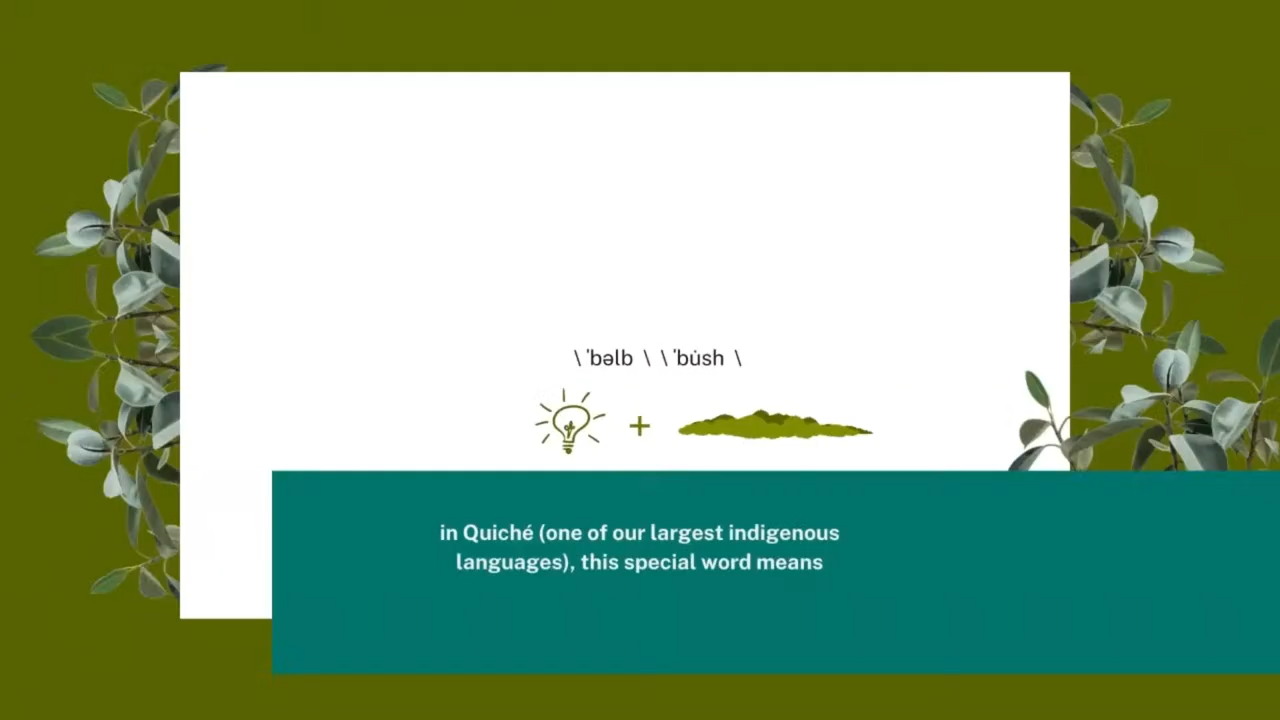 \ ˈbəlb \ \ ˈbu̇sh \
+
in Quiché (one of our largest indigenous
languages), this special word means